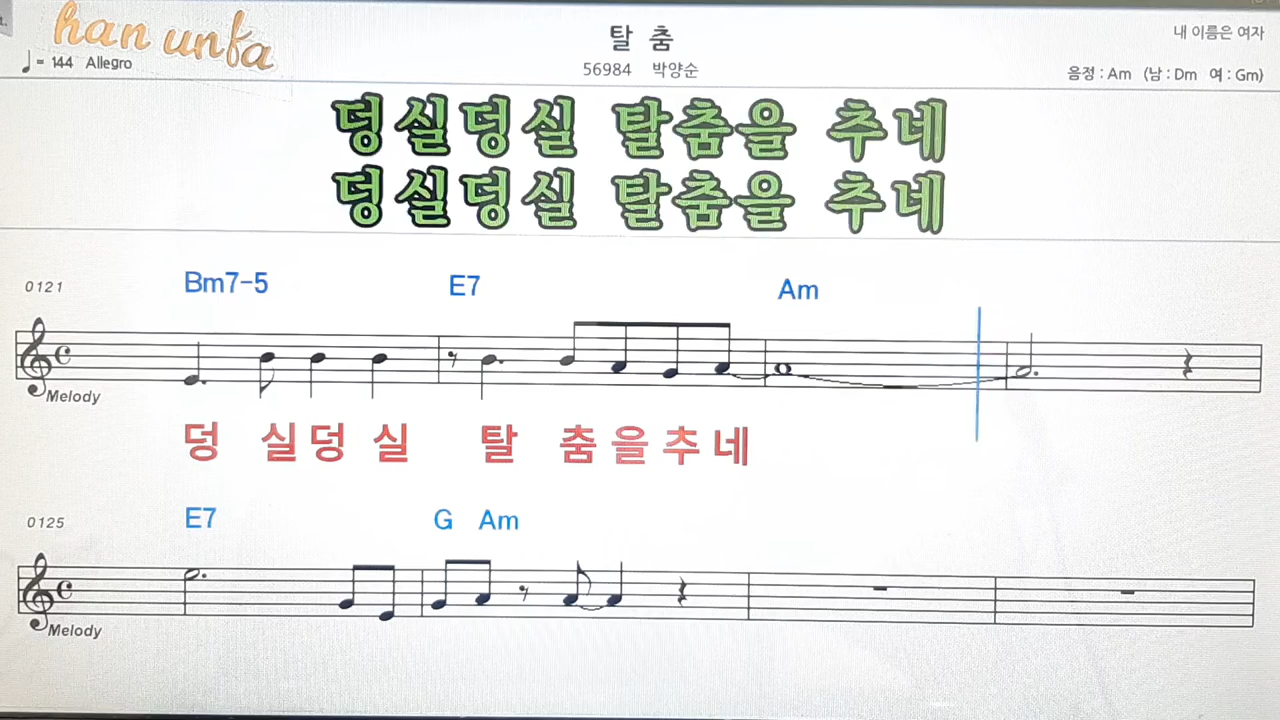 han unfa
♩= 144 Allegro
탈 춤
56984 박양순
내 이름은 여자
음정 : Am (남 : Dm 여 : Gm)
덩실덩실 탈춤을 추네
덩실덩실 탈춤을 추네
0121
Bm7-5 E7 Am
Melody
덩 실덩 실 탈 춤을추네
0125
E7 G Am
Melody